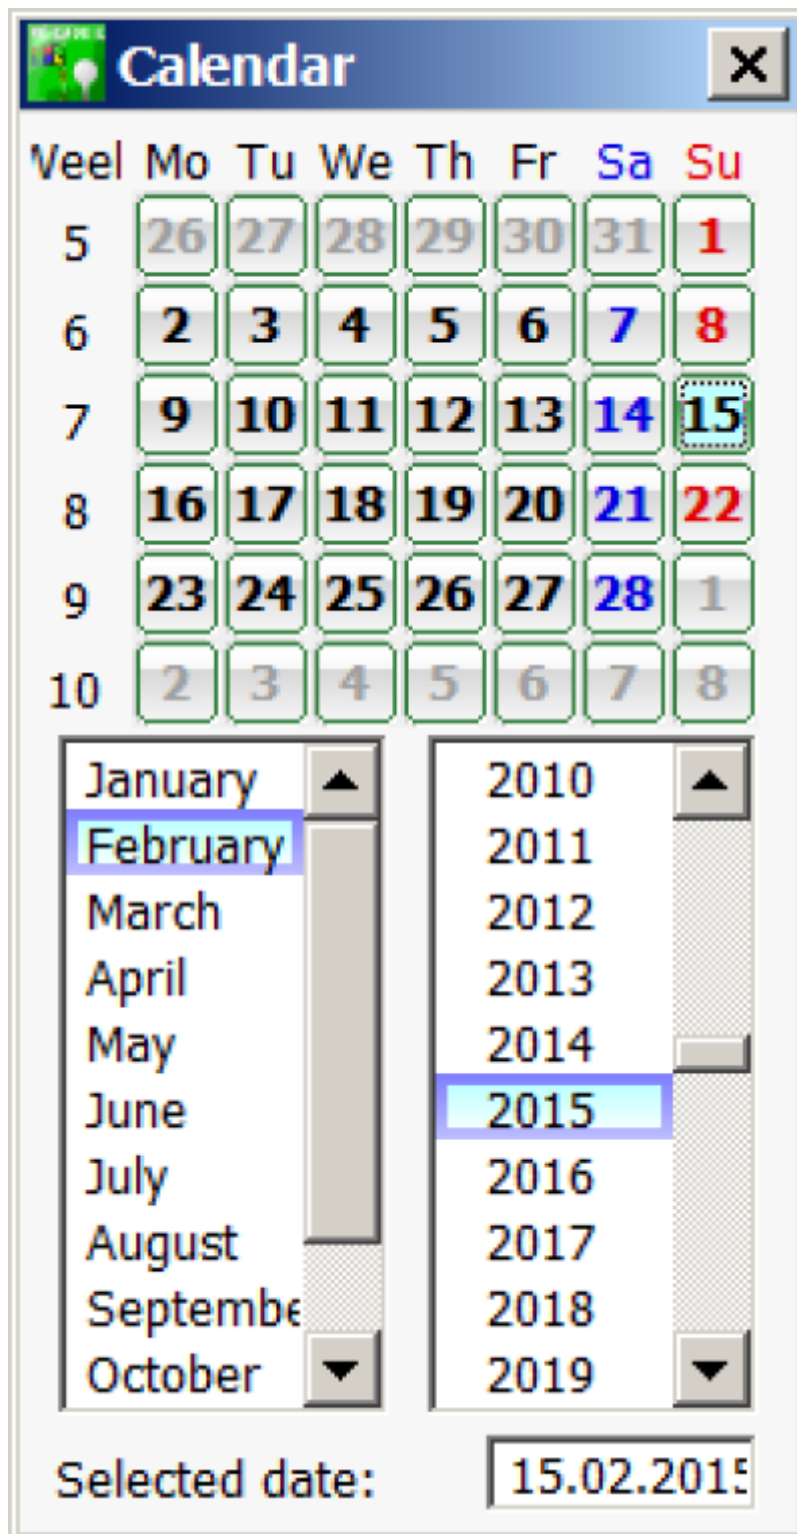 Calendar
Weel Mo Tu We Th Fr Sa Su
5 26 27 28 29 30 31 1
6 2 3 4 5 6 7 8
7 9 10 11 12 13 14 15
8 16 17 18 19 20 21 22
9 23 24 25 26 27 28 1
10 2 3 4 5 6 7 8
January 2010
February 2011
March 2012
April 2013
May 2014
June 2015
July 2016
August 2017
Septembe 2018
October 2019
Selected date: 15.02.2015